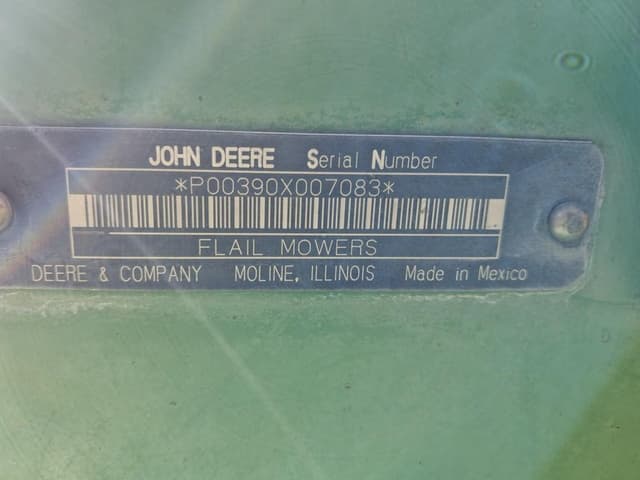 JOHN DEERE Serial Number
*P00390X007083*
FLAIL MOWERS
DEERE & COMPANY MOLINE, ILLINOIS Made in Mexico